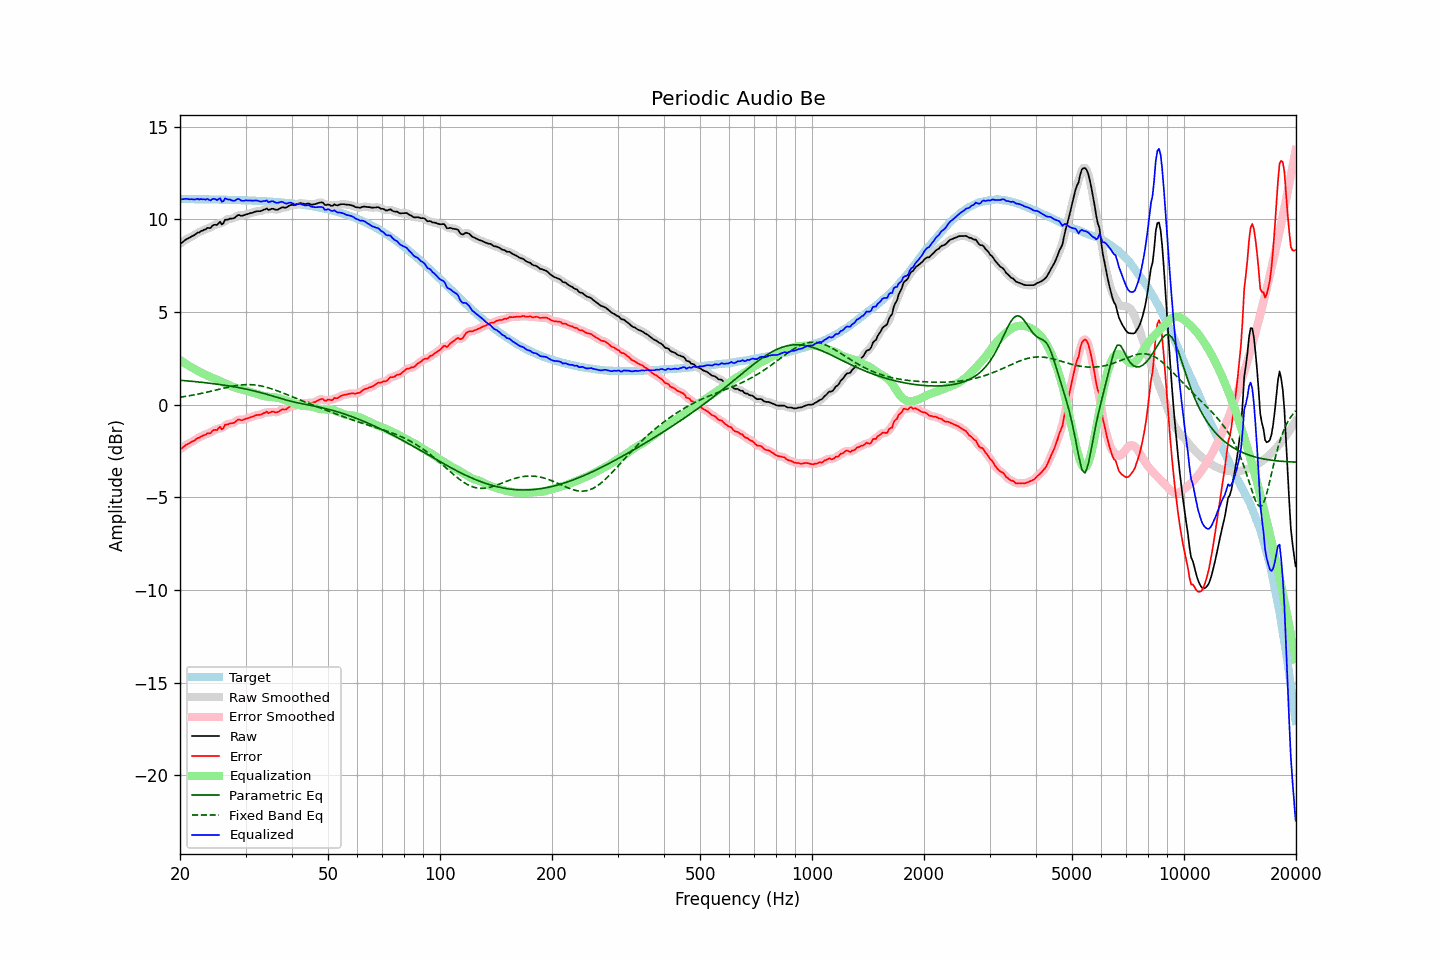 Periodic Audio Be
Amplitude (dBr)
15
10
5
0
−5
−10
−15
−20
Target
Raw Smoothed
Error Smoothed
Raw
Error
Equalization
Parametric Eq
Fixed Band Eq
Equalized
20 50 100 200 500 1000 2000 5000 10000 20000
Frequency (Hz)